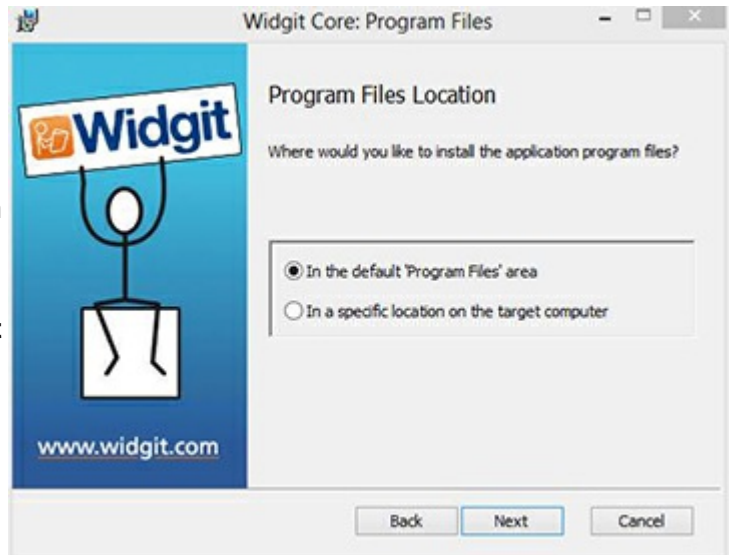 Widgit Core: Program Files
Widgit
Program Files Location
Where would you like to install the application program files?
In the default 'Program Files' area
In a specific location on the target computer
www.widgit.com
Back Next Cancel